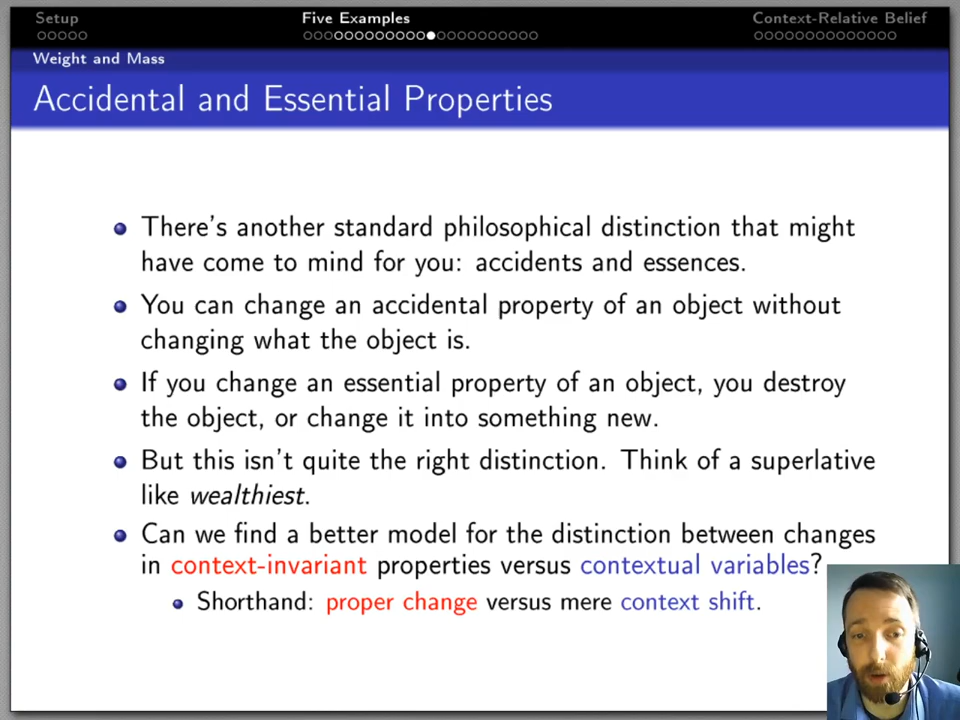 Setup
Five Examples
Context-Relative Belief
Weight and Mass
Accidental and Essential Properties
There's another standard philosophical distinction that might
have come to mind for you: accidents and essences.
You can change an accidental property of an object without
changing what the object is.
If you change an essential property of an object, you destroy
the object, or change it into something new.
But this isn't quite the right distinction. Think of a superlative
like wealthiest.
Can we find a better model for the distinction between changes
in context-invariant properties versus contextual variables?
Shorthand: proper change versus mere context shift.